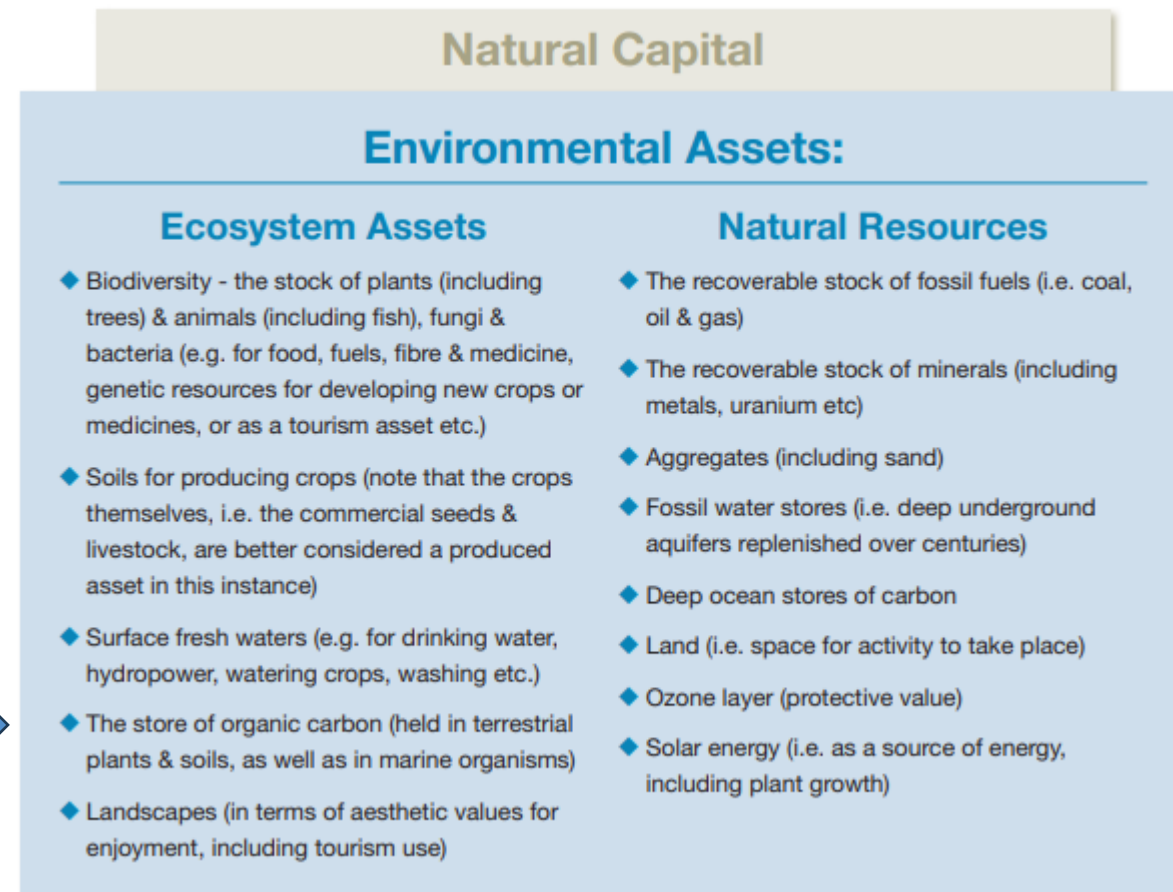 Natural Capital
Environmental Assets:
Ecosystem Assets
◆ Biodiversity - the stock of plants (including
trees) & animals (including fish), fungi &
bacteria (e.g. for food, fuels, fibre & medicine,
genetic resources for developing new crops or
medicines, or as a tourism asset etc.)
◆ Soils for producing crops (note that the crops
themselves, i.e. the commercial seeds &
livestock, are better considered a produced
asset in this instance)
◆ Surface fresh waters (e.g. for drinking water,
hydropower, watering crops, washing etc.)
◆ The store of organic carbon (held in terrestrial
plants & soils, as well as in marine organisms)
◆ Landscapes (in terms of aesthetic values for
enjoyment, including tourism use)
Natural Resources
◆ The recoverable stock of fossil fuels (i.e. coal,
oil & gas)
◆ The recoverable stock of minerals (including
metals, uranium etc)
◆ Aggregates (including sand)
◆ Fossil water stores (i.e. deep underground
aquifers replenished over centuries)
◆ Deep ocean stores of carbon
◆ Land (i.e. space for activity to take place)
◆ Ozone layer (protective value)
◆ Solar energy (i.e. as a source of energy,
including plant growth)